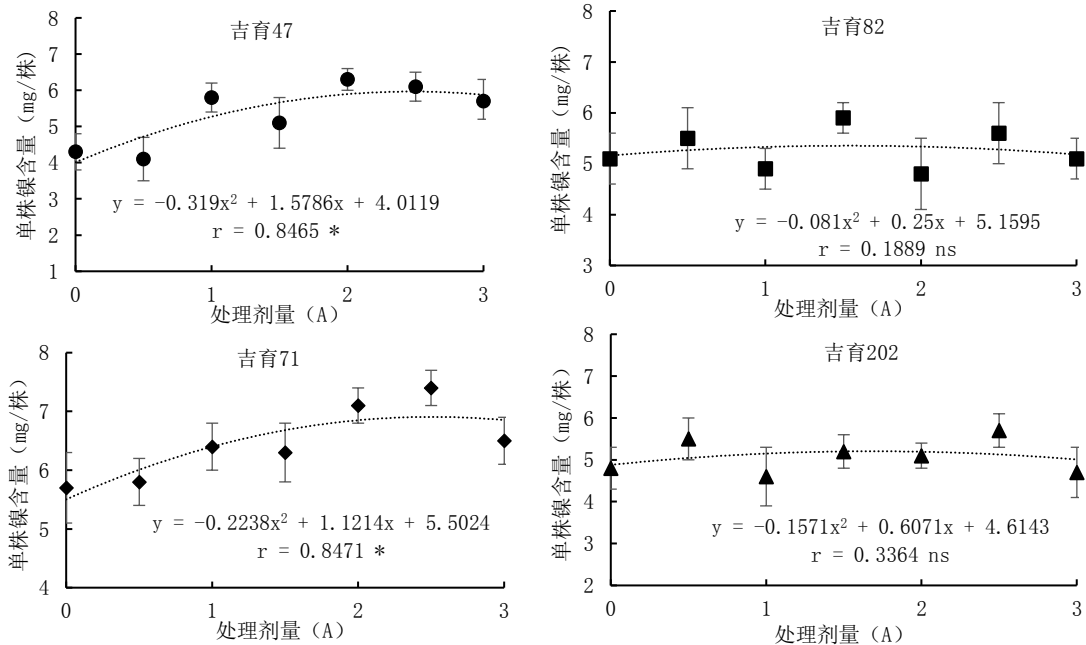 吉育47
单株镍含量（mg/株）
8
7
6
5
4
3
2
1
y = -0.319x² + 1.5786x + 4.0119
r = 0.8465 *
0 1 2 3
处理剂量（A）
吉育82
单株镍含量（mg/株）
8
7
6
5
4
3
y = -0.081x² + 0.25x + 5.1595
r = 0.1889 ns
0 1 2 3
处理剂量（A）
吉育71
单株镍含量（mg/株）
8
7
6
5
4
y = -0.2238x² + 1.1214x + 5.5024
r = 0.8471 *
0 1 2 3
处理剂量（A）
吉育202
单株镍含量（mg/株）
8
7
6
5
4
3
2
y = -0.1571x² + 0.6071x + 4.6143
r = 0.3364 ns
0 1 2 3
处理剂量（A）